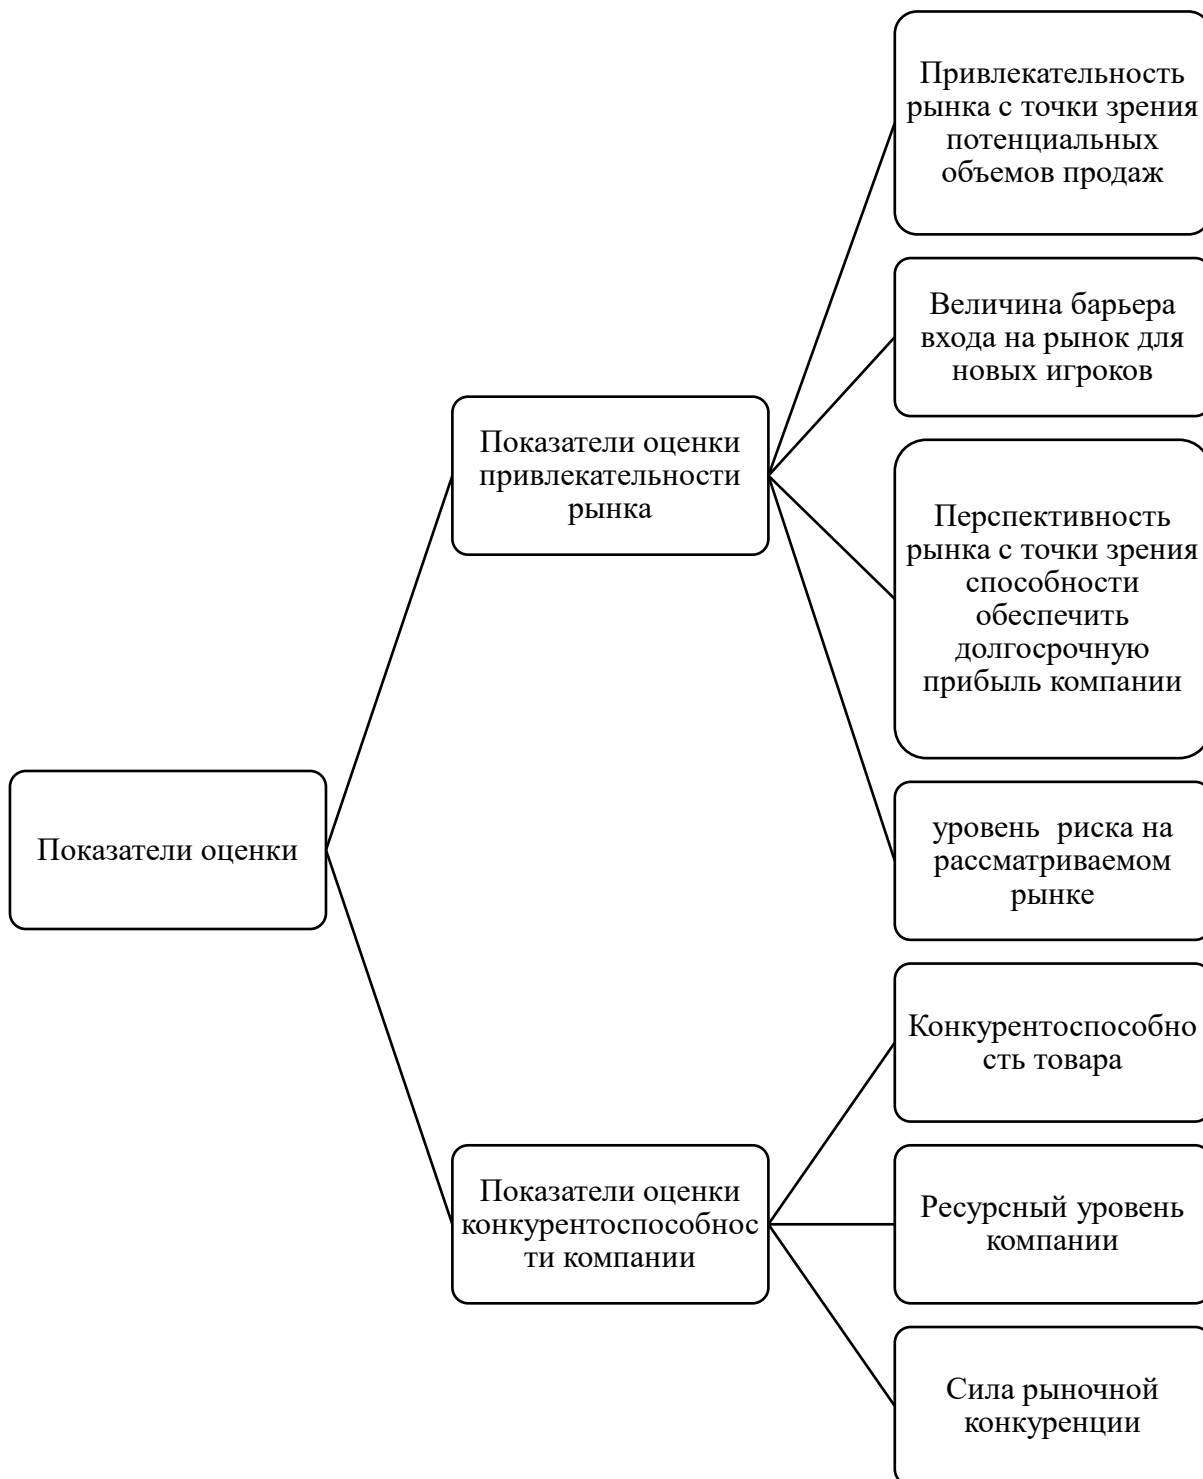 Привлекательность
рынка с точки зрения
потенциальных
объемов продаж
Величина барьера
входа на рынок для
новых игроков
Показатели оценки
привлекательности
рынка
Перспективность
рынка с точки зрения
способности
обеспечить
долгосрочную
прибыль компании
Показатели оценки
уровень  риска на
рассматриваемом
рынке
Конкурентоспособно
сть товара
Показатели оценки
конкурентоспособнос
ти компании
Ресурсный уровень
компании
Сила рыночной
конкуренции